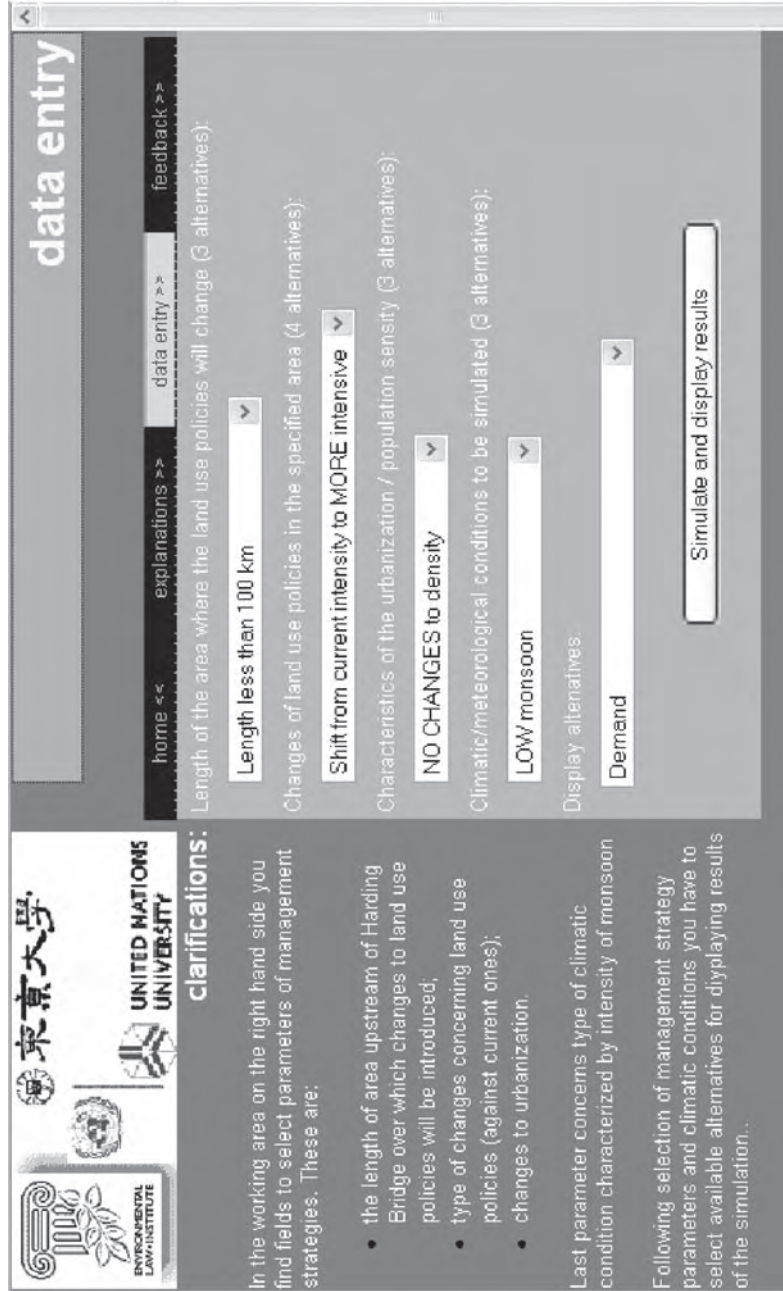 ENVIRONMENTAL
LAW•INSTITUTE
東京大学
UNITED NATIONS
UNIVERSITY
data entry
home <<
explanations >>
data entry >>
feedback >>
clarifications:
In the working area on the right hand side you
find fields to select parameters of management
strategies. These are:
• the length of area upstream of Harding
Bridge over which changes to land use
policies will be introduced;
• type of changes concerning land use
policies (against current ones);
• changes to urbanization.
Last parameter concerns type of climatic
condition characterized by intensity of monsoon
Following selection of management strategy
parameters and climatic conditions you have to
select available alternatives for diyplaying results
of the simulation...
Length of the area where the land use policies will change (3 alternatives):
Length less than 100 km
Changes of land use policies in the specified area (4 alternatives):
Shift from current intensity to MORE intensive
Characteristics of the urbanization / population sensity (3 alternatives):
NO CHANGES to density
Climatic/meteorological conditions to be simulated (3 alternatives):
LOW monsoon
Display altenatives:
Demand
Simulate and display results